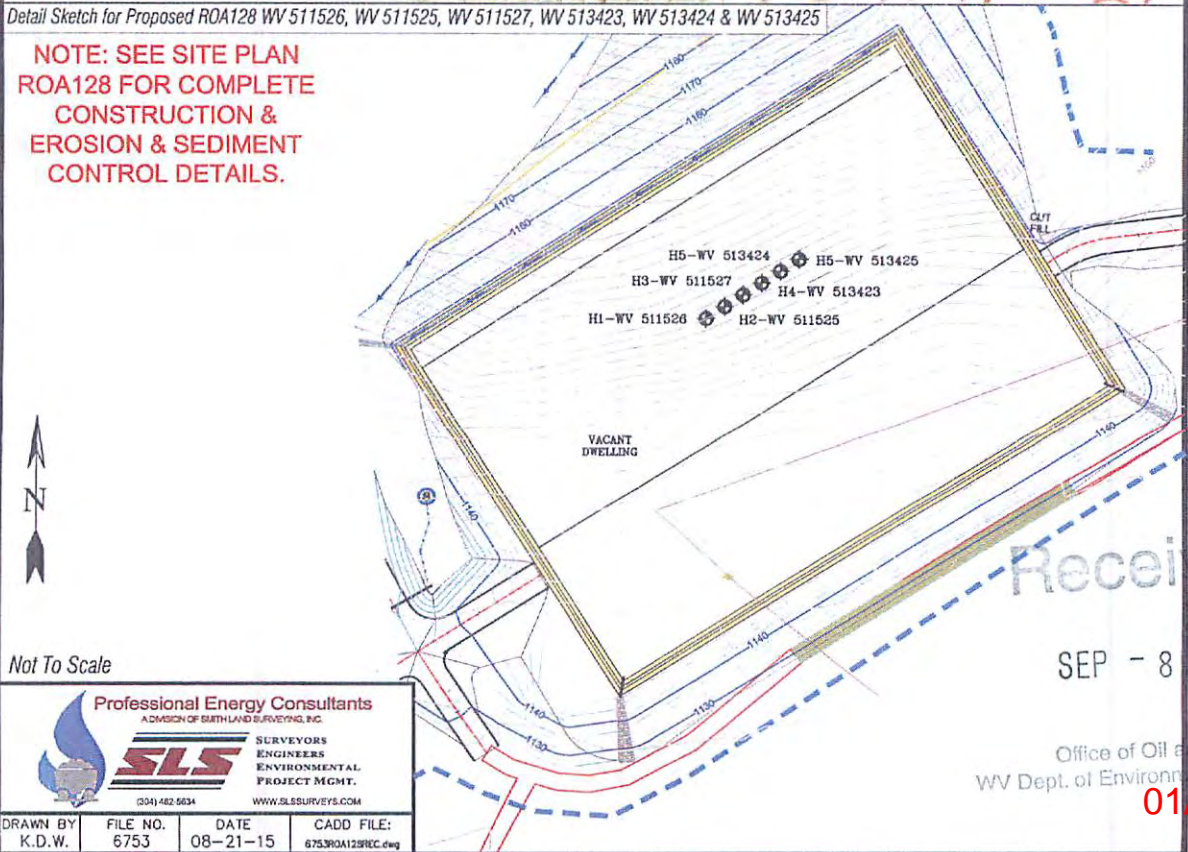 Detail Sketch for Proposed ROA128 WV 511526, WV 511525, WV 511527, WV 513423, WV 513424 & WV 513425
NOTE: SEE SITE PLAN
ROA128 FOR COMPLETE
CONSTRUCTION &
EROSION & SEDIMENT
CONTROL DETAILS.
1180
1170
1160
1170
1160
CUT
FILL
H5-WV 513424
H5-WV 513425
H3-WV 511527
H4-WV 513423
H1-WV 511526
H2-WV 511525
VACANT
DWELLING
1140
1140
N
1140
1130
1140
1130
Recei
SEP - 8
Office of Oil a
WV Dept. of Environm
01
Not To Scale
Professional Energy Consultants
A DIVISION OF SMITH LAND SURVEYING, INC.
SLS
SURVEYORS
ENGINEERS
ENVIRONMENTAL
PROJECT MGMT.
(304) 462-5634
WWW.SLSSURVEYS.COM
DRAWN BY
K.D.W.
FILE NO.
6753
DATE
08-21-15
CADD FILE:
6753ROA128REC.dwg